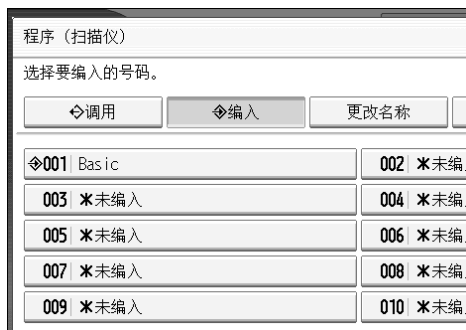 程序（扫描仪）
选择要编入的号码。
调用 编入 更改名称
001 Basic 002 未编
003 未编入 004 未编
005 未编入 006 未编
007 未编入 008 未编
009 未编入 010 未编